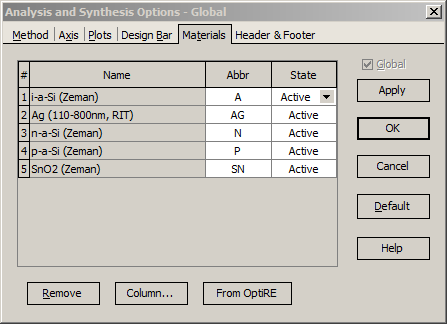 Analysis and Synthesis Options - Global
Method Axis Plots Design Bar Materials Header & Footer
# Name Abbr State
1 i-a-Si (Zeman) A Active
2 Ag (110-800nm, RIT) AG Active
3 n-a-Si (Zeman) N Active
4 p-a-Si (Zeman) P Active
5 SnO2 (Zeman) SN Active
Global
Apply
OK
Cancel
Default
Help
Remove Column... From OptiRE